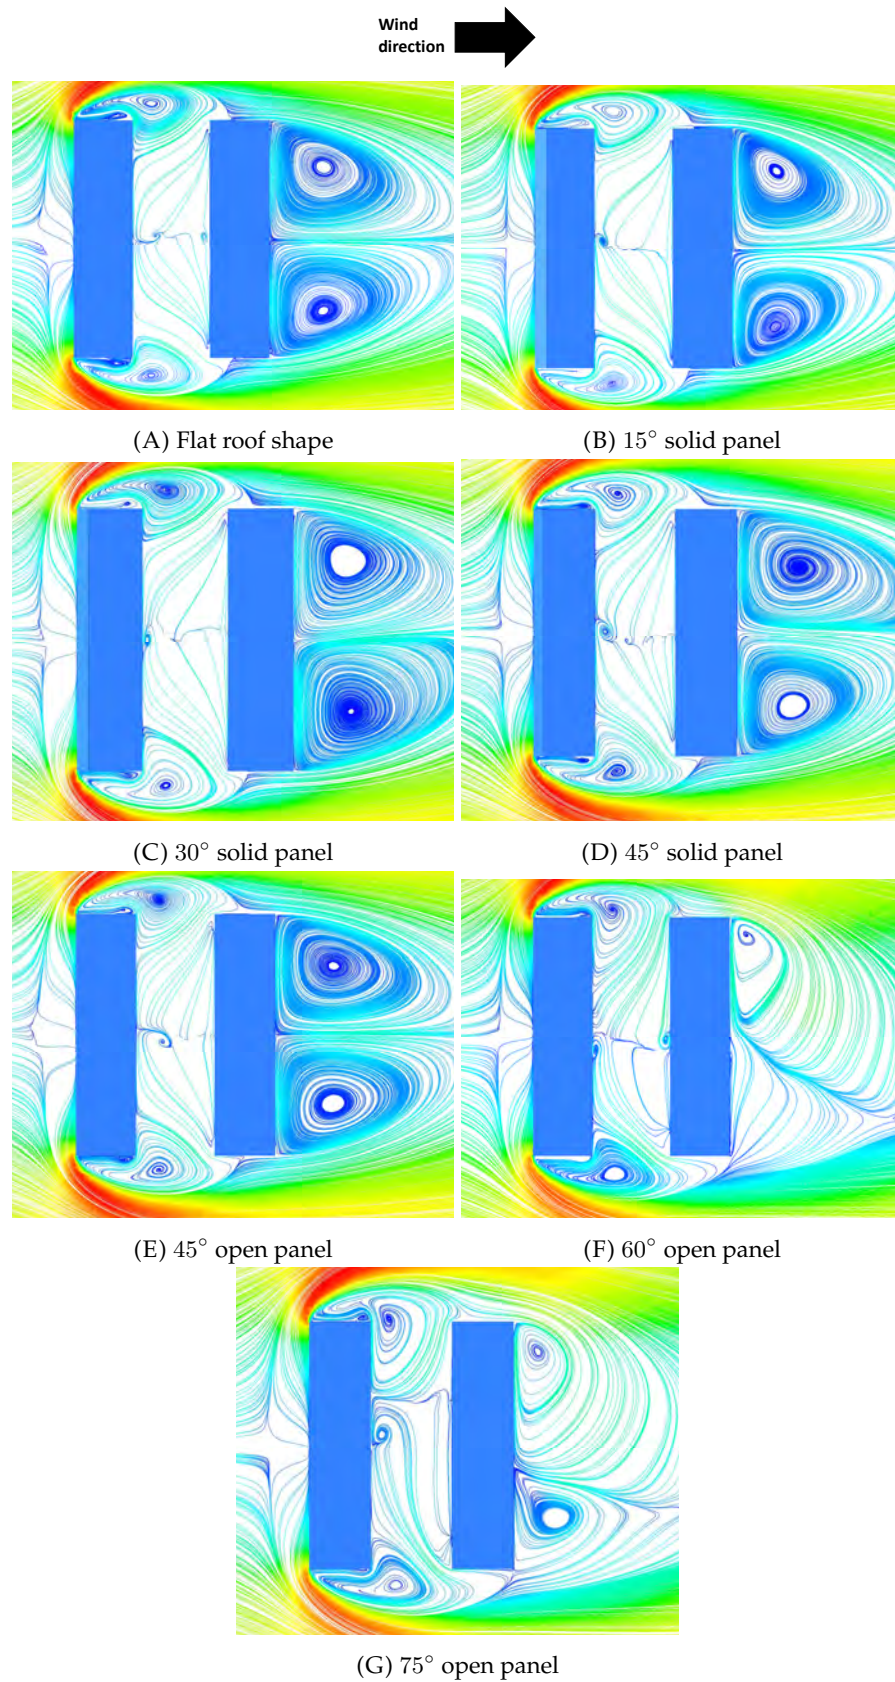 Wind
direction
(A) Flat roof shape
(B) 15° solid panel
(C) 30° solid panel
(D) 45° solid panel
(E) 45° open panel
(F) 60° open panel
(G) 75° open panel